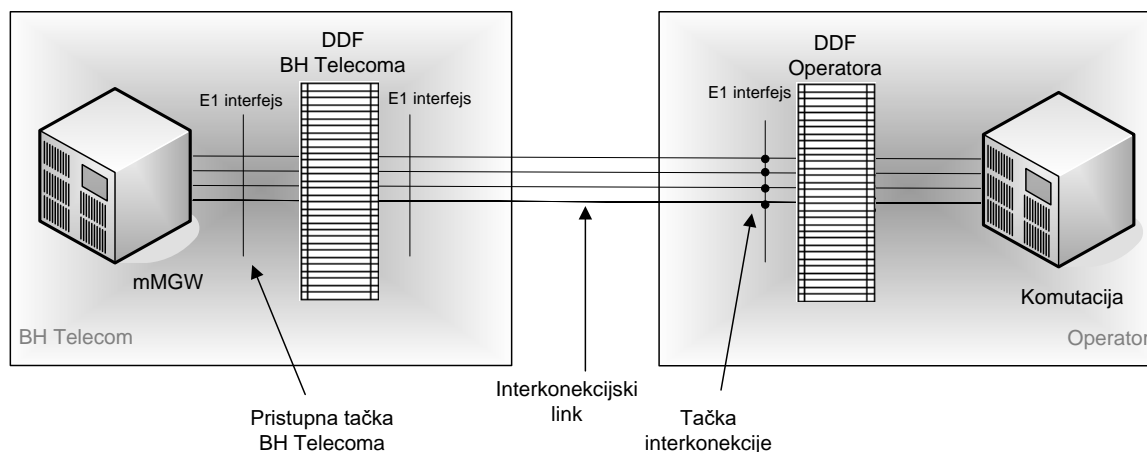 DDF
BH Telecoma
E1 interfejs
E1 interfejs
mMGW
BH Telecom
DDF
Operatora
E1 interfejs
Komutacija
Operator
Pristupna tačka
BH Telecoma
Interkonekcijski
link
Tačka
interkonekcije